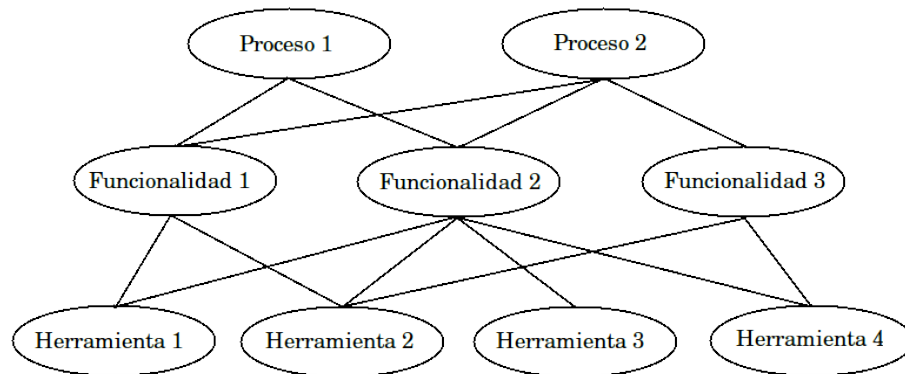 Proceso 1
Proceso 2
Funcionalidad 1
Funcionalidad 2
Funcionalidad 3
Herramienta 1
Herramienta 2
Herramienta 3
Herramienta 4